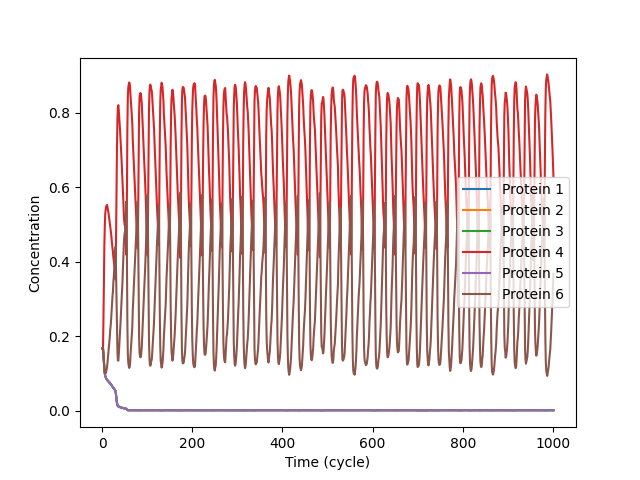 Concentration
0.8
0.6
0.4
0.2
0.0
0
200
400
600
800
1000
Time (cycle)
Protein 1
Protein 2
Protein 3
Protein 4
Protein 5
Protein 6